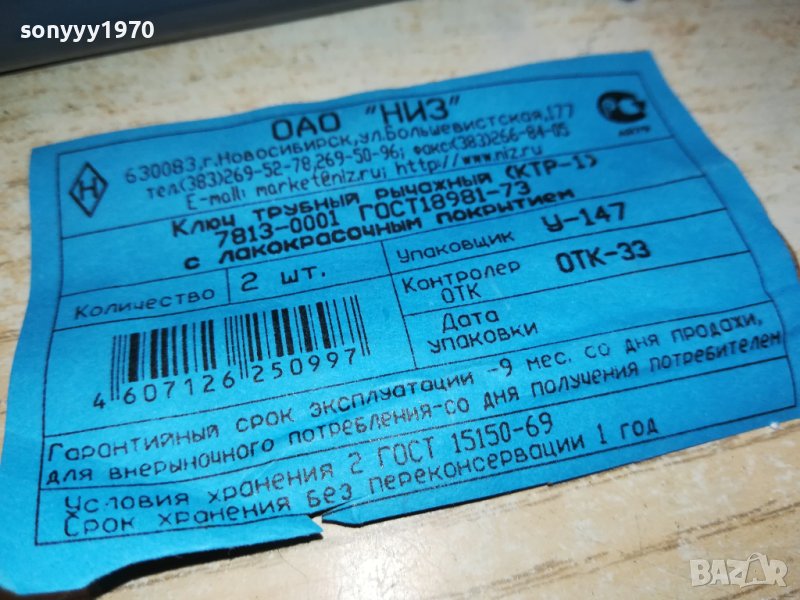 sonyyy1970
ОАО "НИЗ"
630083,г.Новосибирск,ул.Большевистская,177
тел.(383)269-52-78,269-50-96; факс(383)266-84-05
E-mail: market@niz.ru; http://www.niz.ru
Ключ трубный рычажный (КТР-1)
7813-0001 ГОСТ18981-73
с лакокрасочным покрытием
Количество 2 шт.
Упаковщик У-147
Контролер ОТК ОТК-33
Дата упаковки
4 607126 250997
Гарантийный срок эксплуатации -9 мес. со дня продажи,
для внерыночного потребления-со дня получения потребителем
Условия хранения 2 ГОСТ 15150-69
Срок хранения без переконсервации 1 год
BAZAR